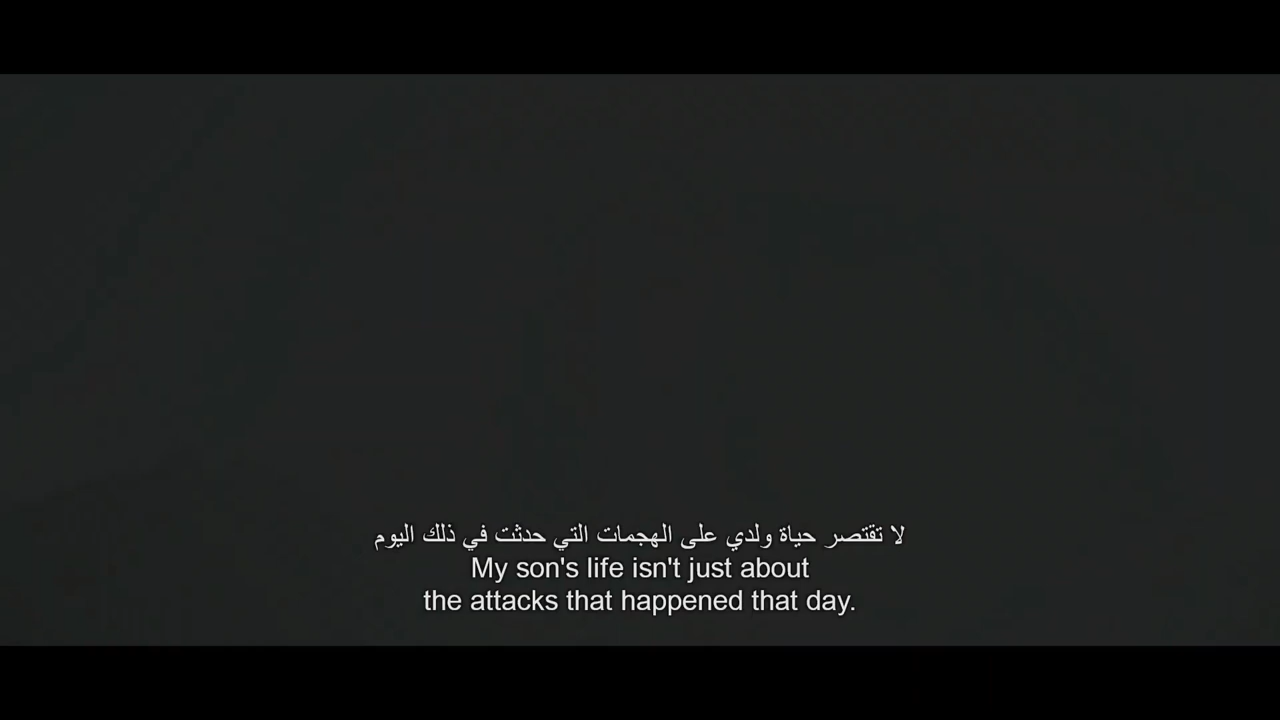 لا تقتصر حياة ولدي على الهجمات التي حدثت في ذلك اليوم
My son's life isn't just about
the attacks that happened that day.